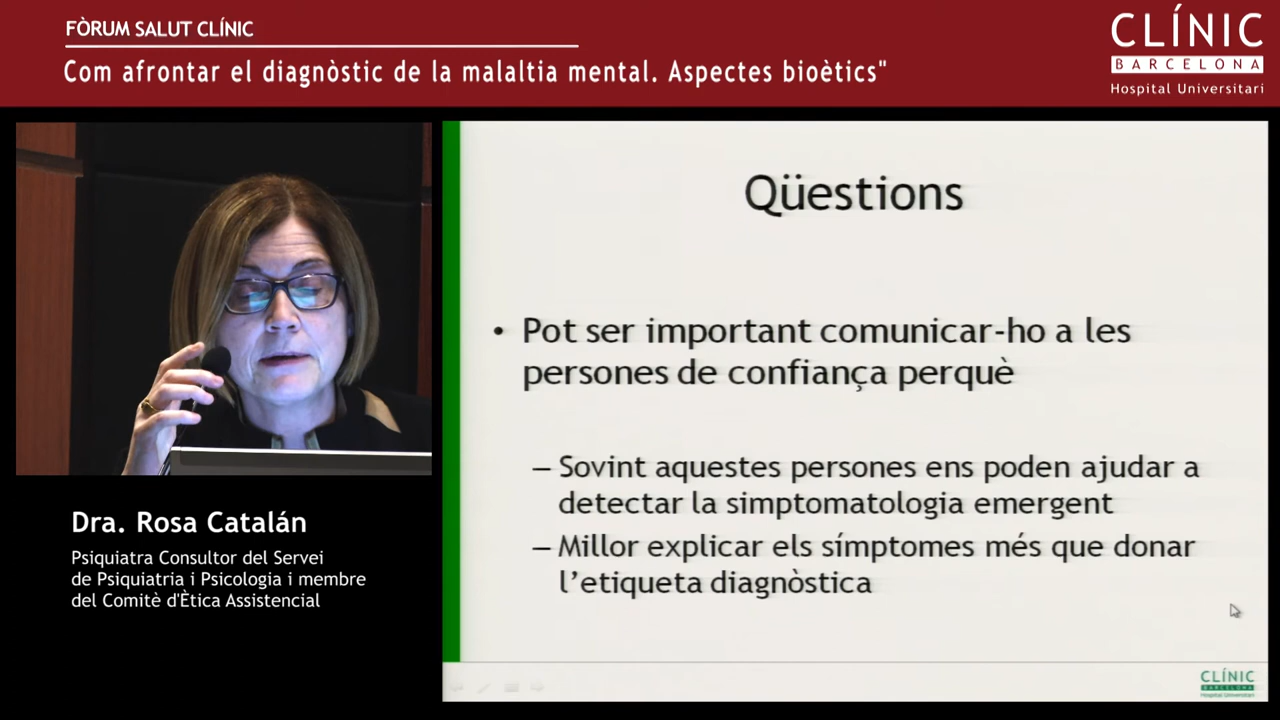 FÒRUM SALUT CLÍNIC
Com afrontar el diagnòstic de la malaltia mental. Aspectes bioètics"
CLÍNIC
BARCELONA
Hospital Universitari
Qüestions
• Pot ser important comunicar-ho a les
persones de confiança perquè
– Sovint aquestes persones ens poden ajudar a
detectar la simptomatologia emergent
– Millor explicar els símptomes més que donar
l'etiqueta diagnòstica
Dra. Rosa Catalán
Psiquiatra Consultor del Servei
de Psiquiatria i Psicologia i membre
del Comitè d'Ètica Assistencial
CLÍNIC
BARCELONA
Hospital Universitari